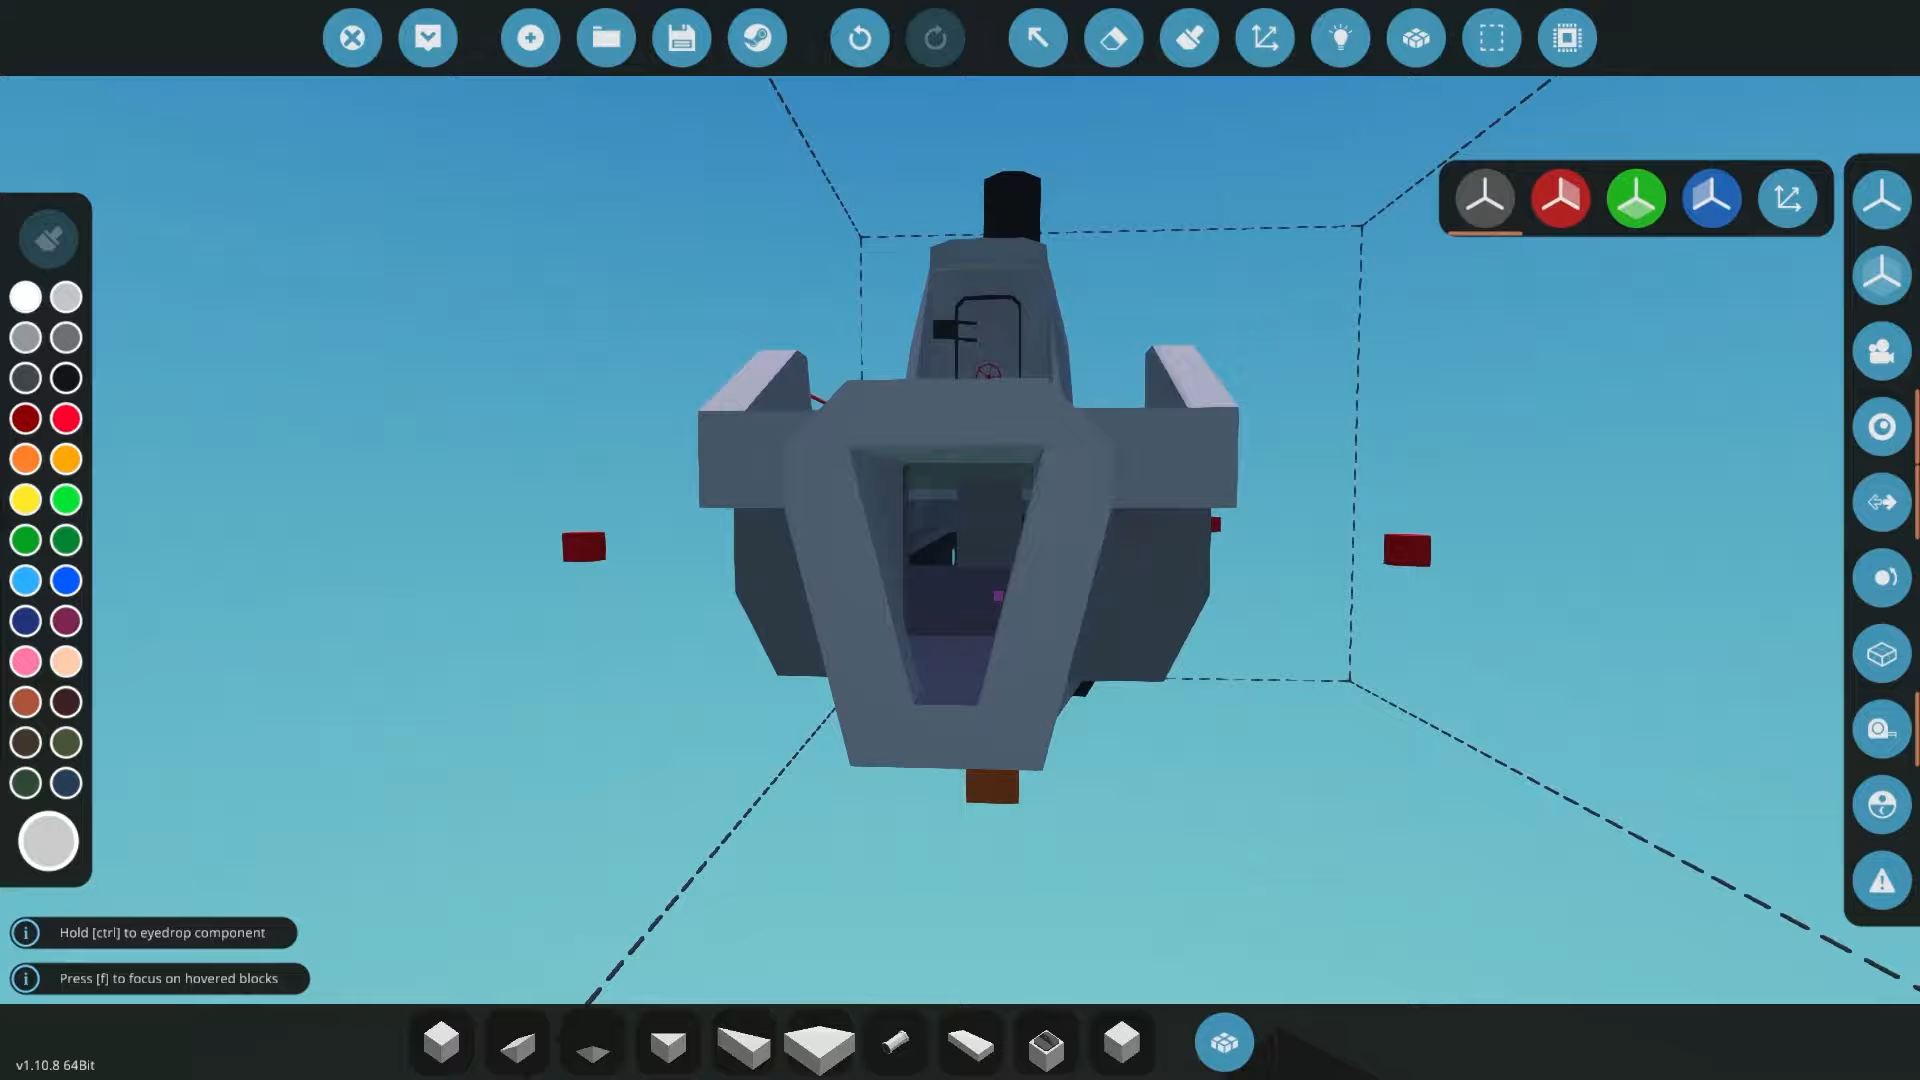 Hold [ctrl] to eyedrop component
Press [f] to focus on hovered blocks
v1.10.8 64Bit